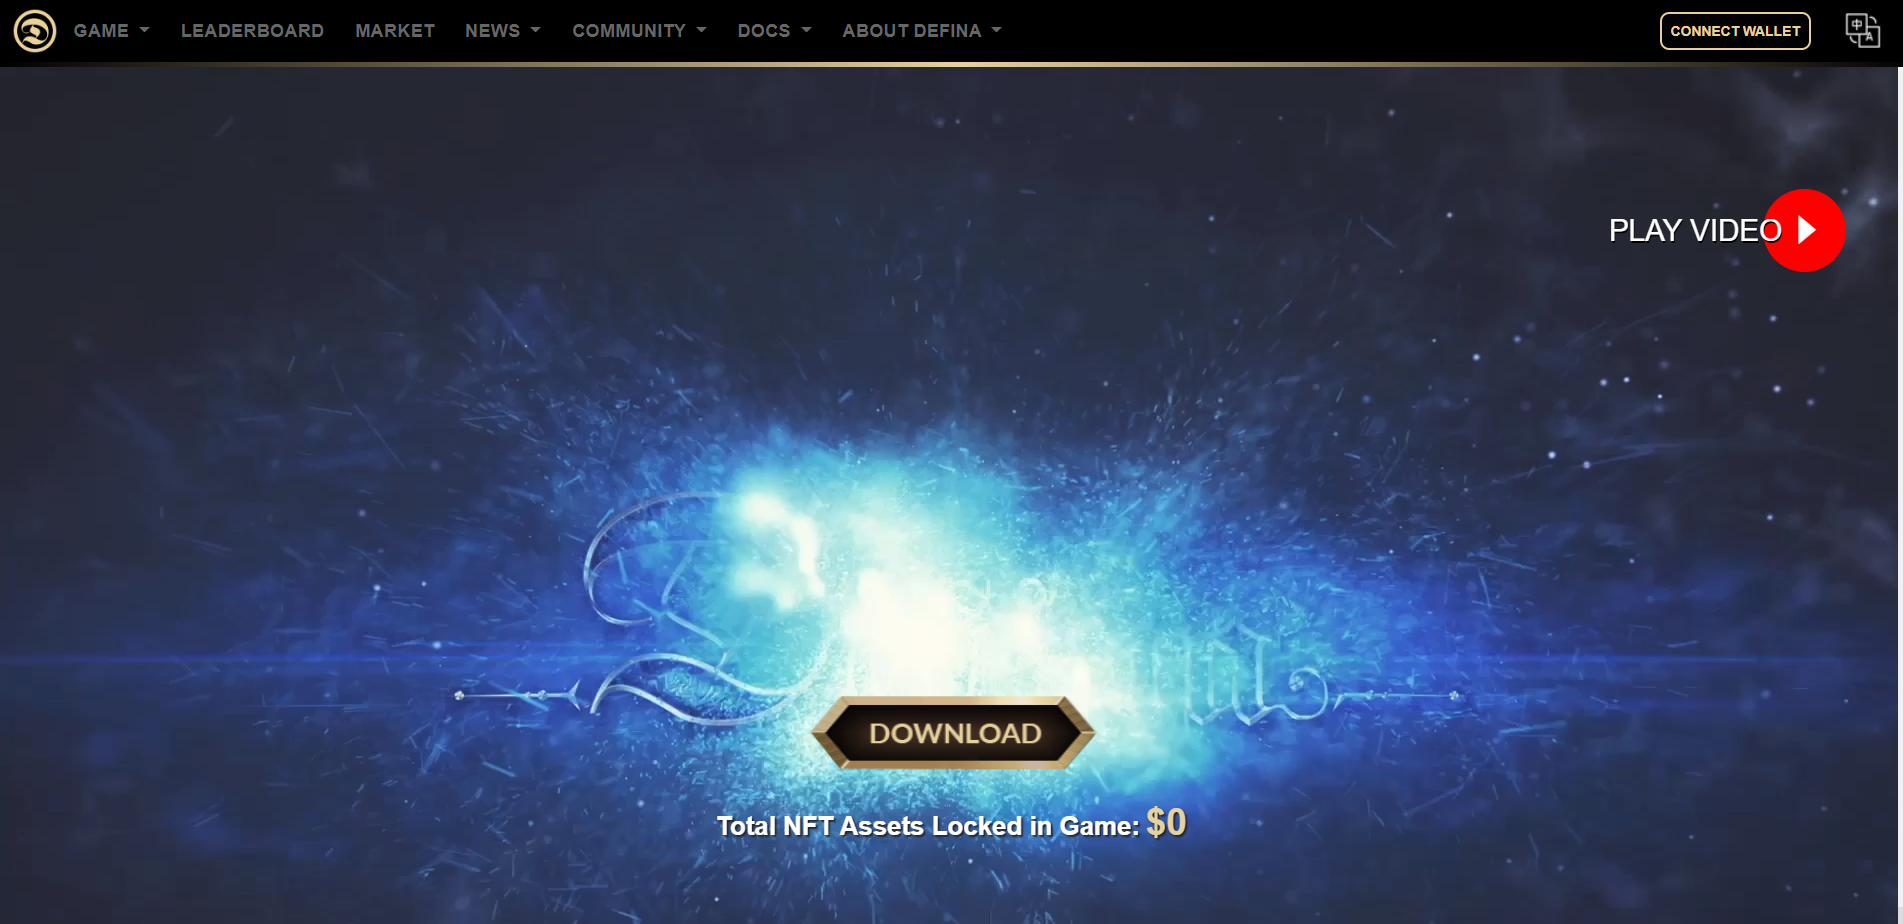 GAME
LEADERBOARD
MARKET
NEWS
COMMUNITY
DOCS
ABOUT DEFINA
CONNECT WALLET
PLAY VIDEO
DOWNLOAD
Total NFT Assets Locked in Game: $0